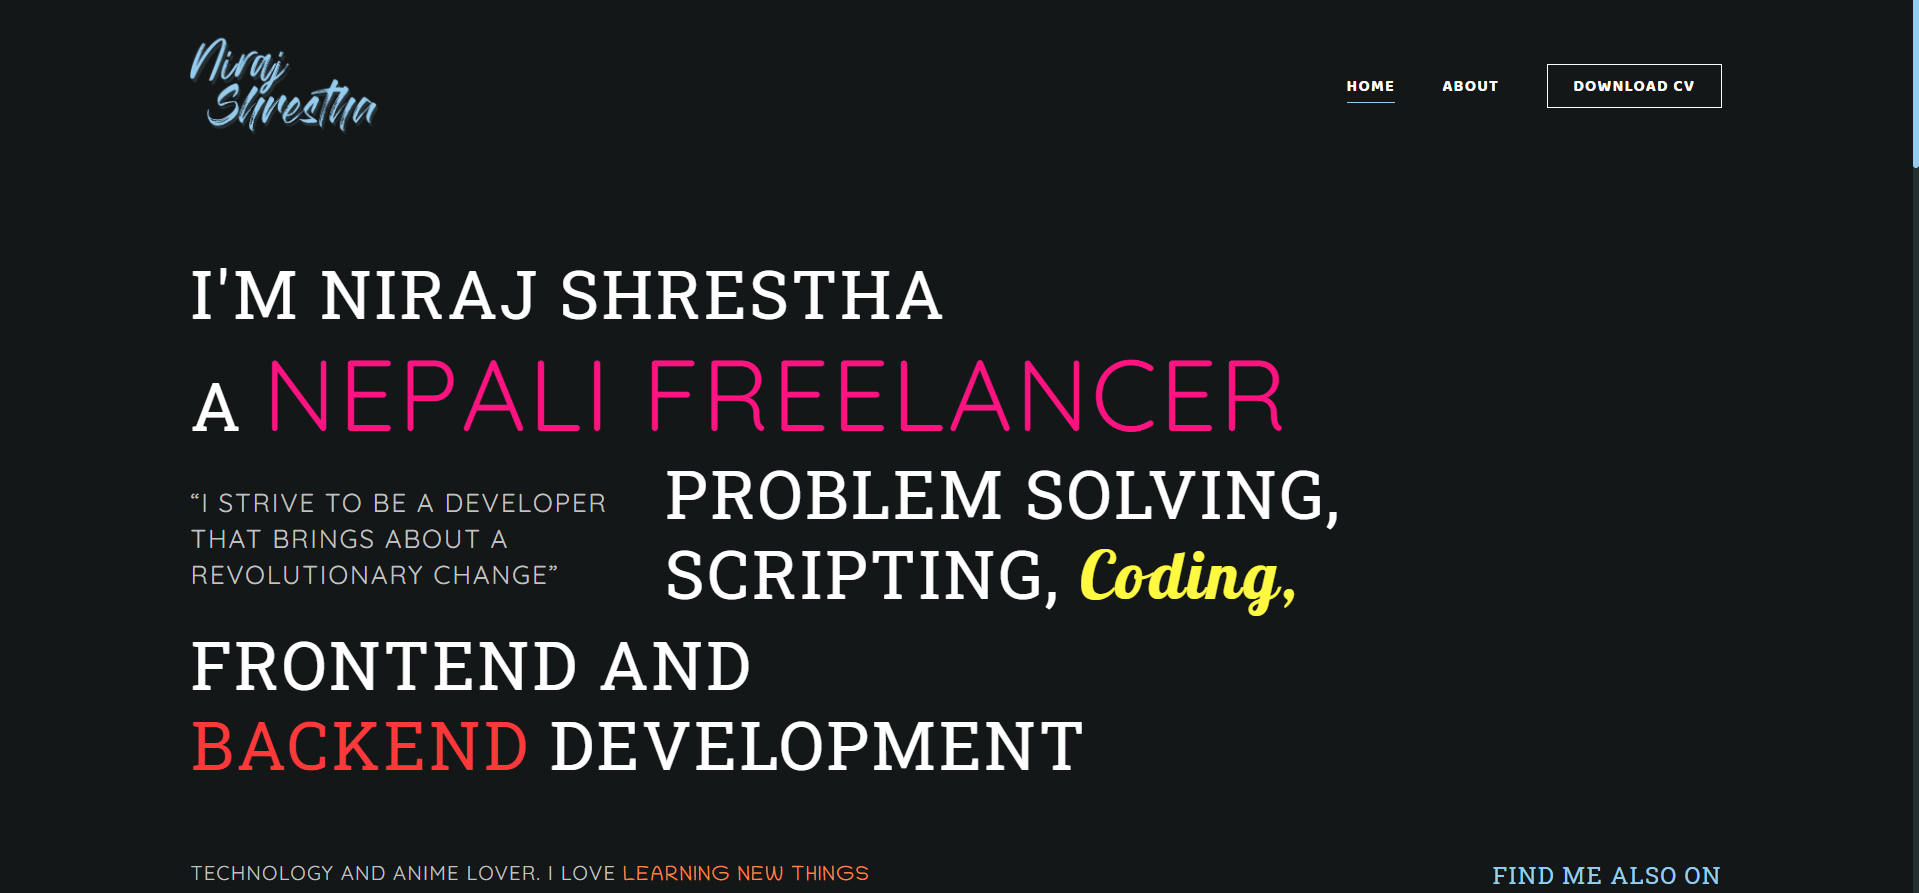 Niraj
Shrestha
HOME
ABOUT
DOWNLOAD CV
I'M NIRAJ SHRESTHA
A NEPALI FREELANCER
“I STRIVE TO BE A DEVELOPER
THAT BRINGS ABOUT A
REVOLUTIONARY CHANGE”
PROBLEM SOLVING,
SCRIPTING, Coding,
FRONTEND AND
BACKEND DEVELOPMENT
TECHNOLOGY AND ANIME LOVER. I LOVE LEARNING NEW THINGS
FIND ME ALSO ON